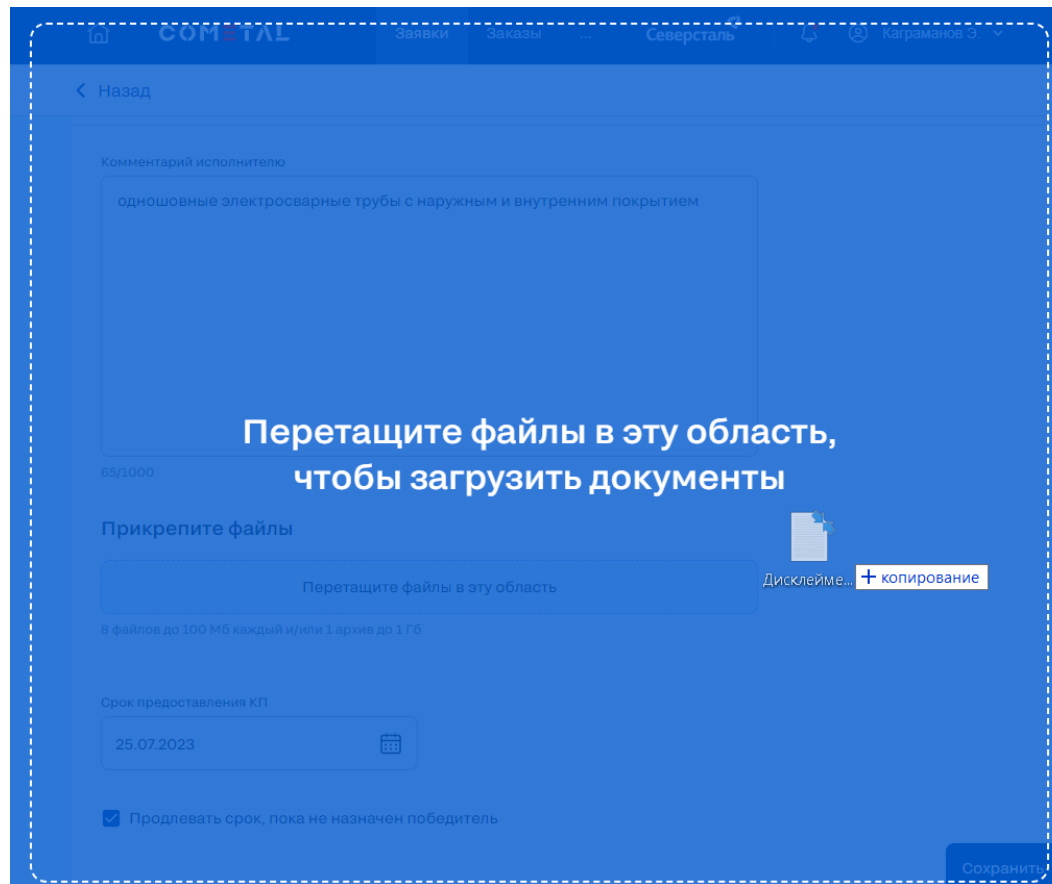 COMETAL Заявки Заказы ... Северсталь Каграманов Э.
Назад
Комментарий исполнителю
одношовные электросварные трубы с наружным и внутренним покрытием
Перетащите файлы в эту область,
65/1000
чтобы загрузить документы
Прикрепите файлы
Перетащите файлы в эту область
Дисклейме... + копирование
8 файлов до 100 Мб каждый и/или 1 архив до 1 Гб
Срок предоставления КП
25.07.2023
Продлевать срок, пока не назначен победитель
Сохранить